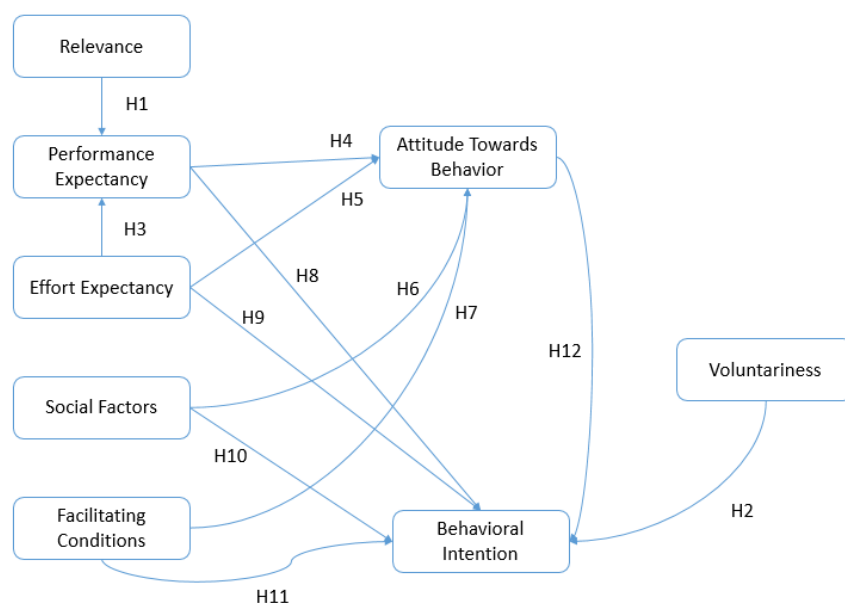 Relevance
H1
Performance
Expectancy
H4
Attitude Towards
Behavior
H3
H5
Effort Expectancy
H8
H6
H9
H7
H12
Voluntariness
Social Factors
H10
Facilitating
Conditions
Behavioral
Intention
H2
H11